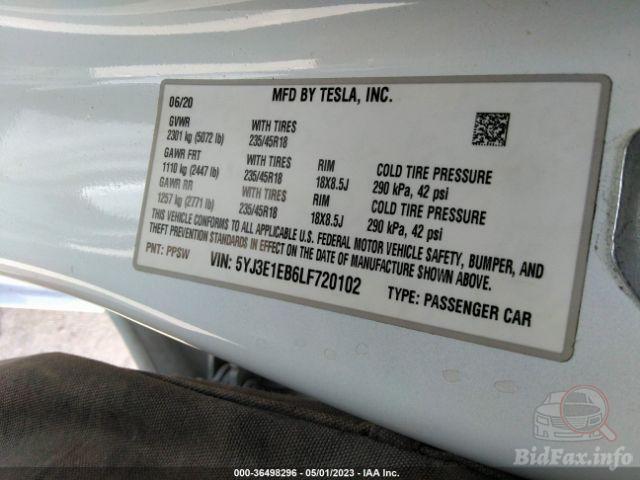 MFD BY TESLA, INC.
06/20
GVWR
2301 kg (5072 lb) WITH TIRES 235/45R18
GAWR FRT
1110 kg (2447 lb) WITH TIRES 235/45R18 RIM 18X8.5J COLD TIRE PRESSURE 290 kPa, 42 psi
GAWR RR
1257 kg (2771 lb) WITH TIRES 235/45R18 RIM 18X8.5J COLD TIRE PRESSURE 290 kPa, 42 psi
THIS VEHICLE CONFORMS TO ALL APPLICABLE U.S. FEDERAL MOTOR VEHICLE SAFETY, BUMPER, AND
THEFT PREVENTION STANDARDS IN EFFECT ON THE DATE OF MANUFACTURE SHOWN ABOVE.
PNT: PPSW VIN: 5YJ3E1EB6LF720102 TYPE: PASSENGER CAR
BidFax.info
000-36498296 - 05/01/2023 - IAA Inc.